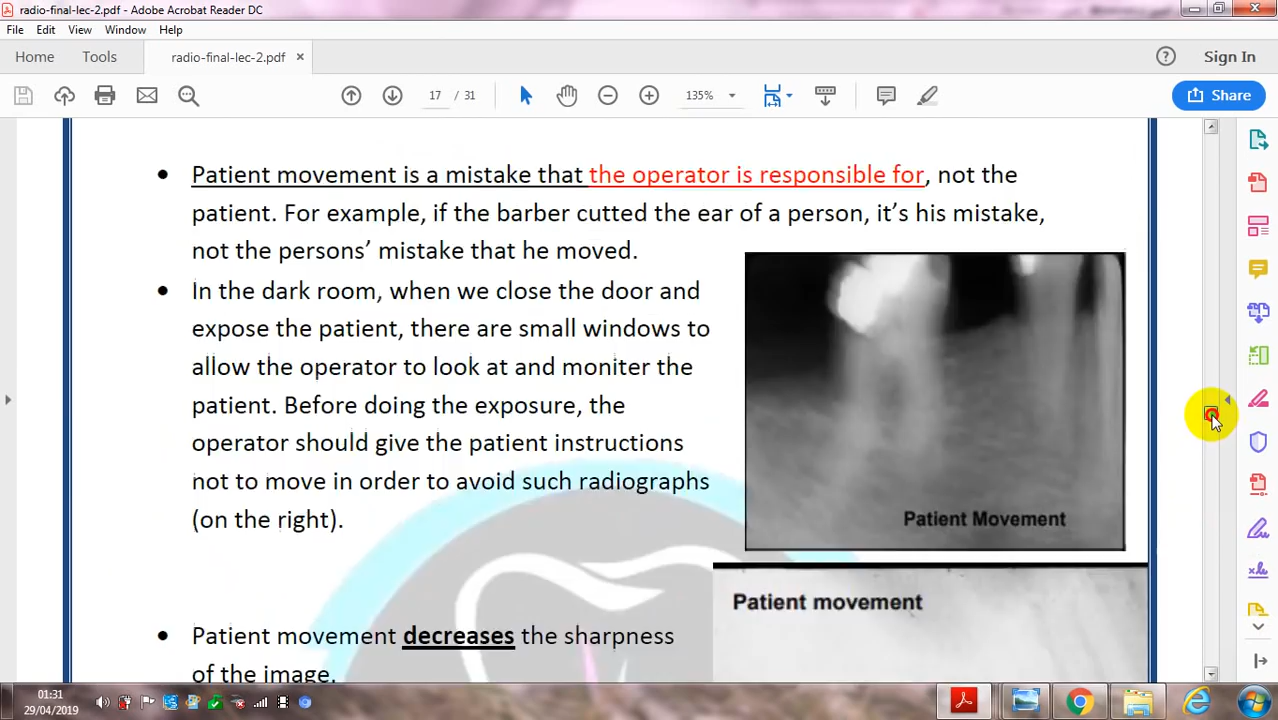 radio-final-lec-2.pdf - Adobe Acrobat Reader DC
File Edit View Window Help
Home Tools radio-final-lec-2.pdf × Sign In
17 / 31 135% Share
• Patient movement is a mistake that the operator is responsible for, not the
patient. For example, if the barber cutted the ear of a person, it’s his mistake,
not the persons’ mistake that he moved.
• In the dark room, when we close the door and
expose the patient, there are small windows to
allow the operator to look at and moniter the
patient. Before doing the exposure, the
operator should give the patient instructions
not to move in order to avoid such radiographs
(on the right).
Patient Movement
Patient movement
• Patient movement decreases the sharpness
of the image.
01:31
29/04/2019